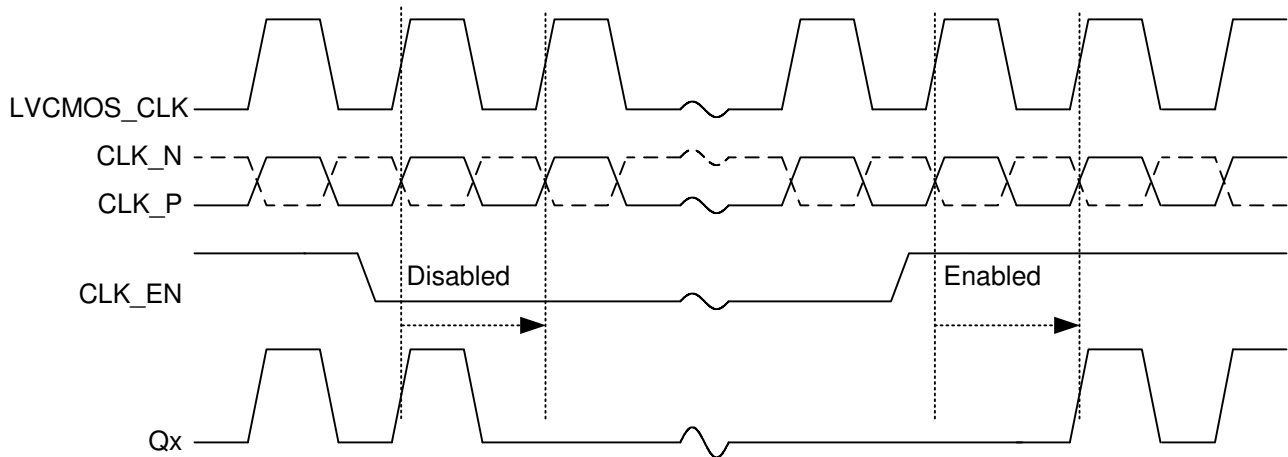 LVCMOS_CLK
CLK_N
CLK_P
CLK_EN
Disabled
Enabled
Qx